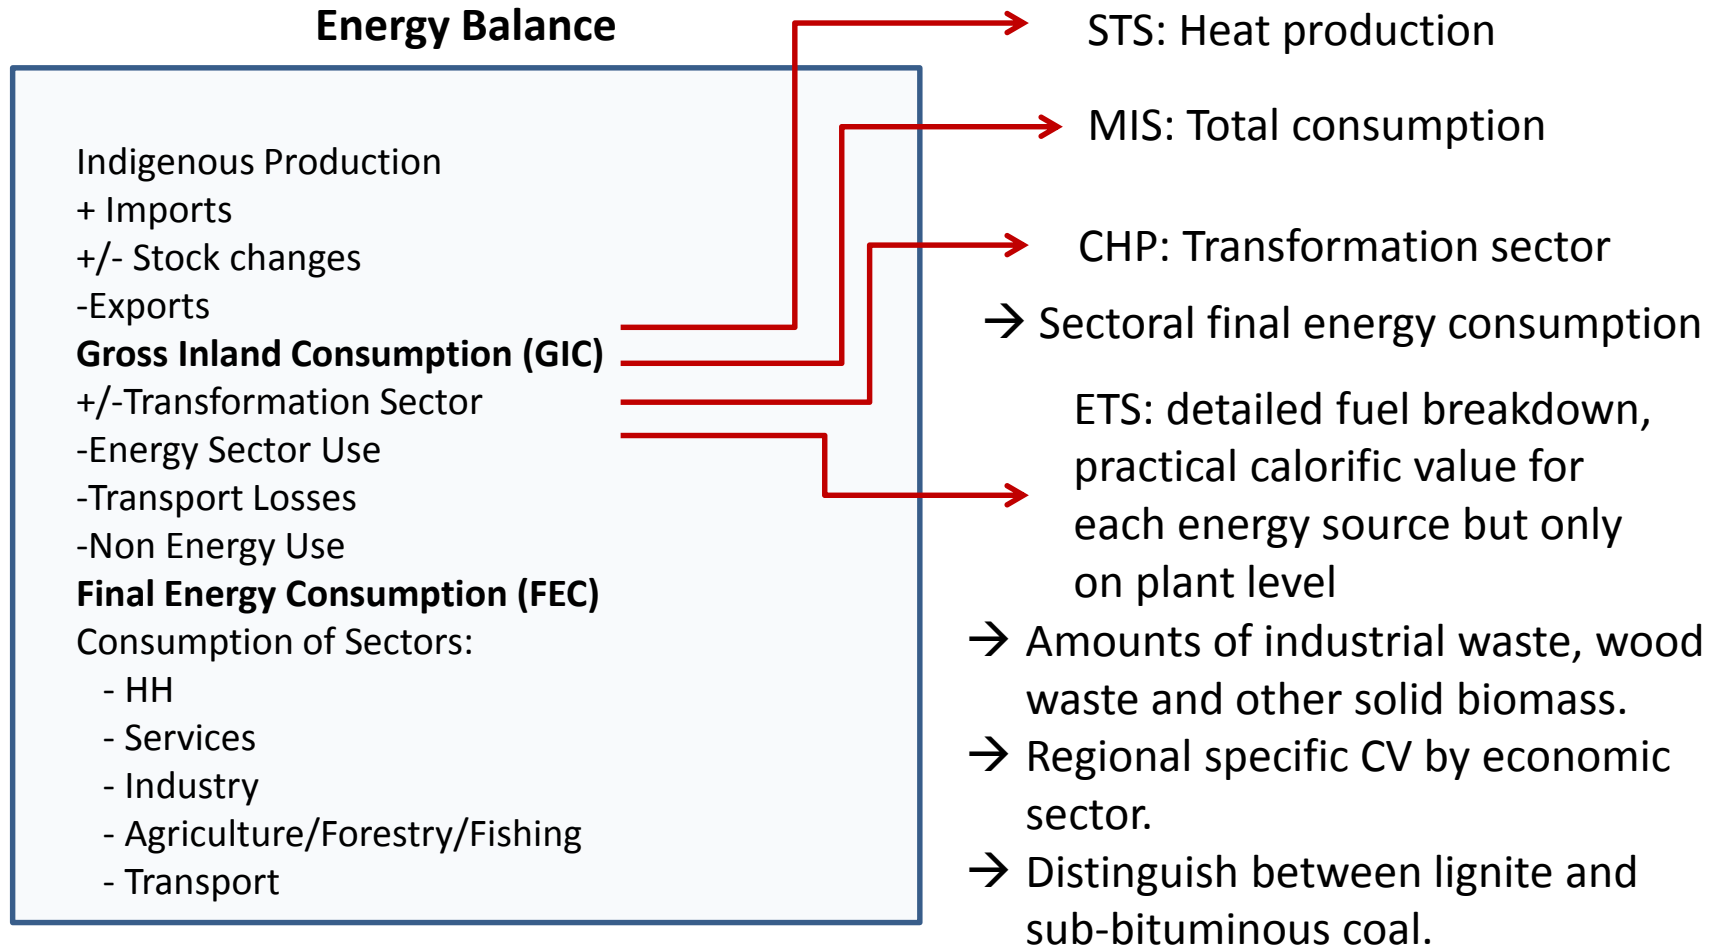 Energy Balance
Indigenous Production
+ Imports
+/- Stock changes
-Exports
Gross Inland Consumption (GIC)
+/-Transformation Sector
-Energy Sector Use
-Transport Losses
-Non Energy Use
Final Energy Consumption (FEC)
Consumption of Sectors:
- HH
- Services
- Industry
- Agriculture/Forestry/Fishing
- Transport
STS: Heat production
MIS: Total consumption
CHP: Transformation sector
→ Sectoral final energy consumption
ETS: detailed fuel breakdown,
practical calorific value for
each energy source but only
on plant level
→ Amounts of industrial waste, wood
waste and other solid biomass.
→ Regional specific CV by economic
sector.
→ Distinguish between lignite and
sub-bituminous coal.